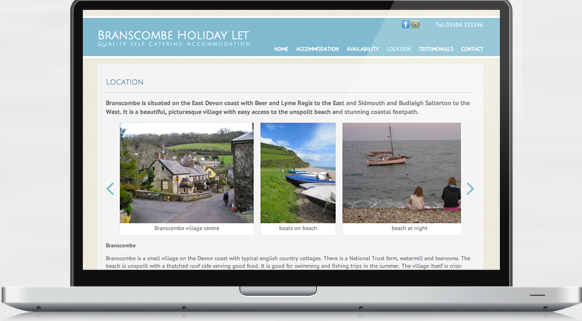 Tel: 01484 323146
BRANSCOMBE HOLIDAY LET
QUALITY SELF CATERING ACCOMMODATION
HOME ACCOMMODATION AVAILABILITY LOCATION TESTIMONIALS CONTACT
LOCATION
Branscombe is situated on the East Devon coast with Beer and Lyme Regis to the East and Sidmouth and Budleigh Salterton to the
West. It is a beautiful, picturesque village with easy access to the unspoilt beach and stunning coastal footpath.
Branscombe village centre
boats on beach
beach at night
Branscombe
Branscombe is a small village on the Devon coast with typical english country cottages. There is a National Trust farm, watermill and tearooms. The
beach is unspoilt with a thatched roof cafe serving good food. It is good for swimming and fishing trips in the summer. The village itself is criss-